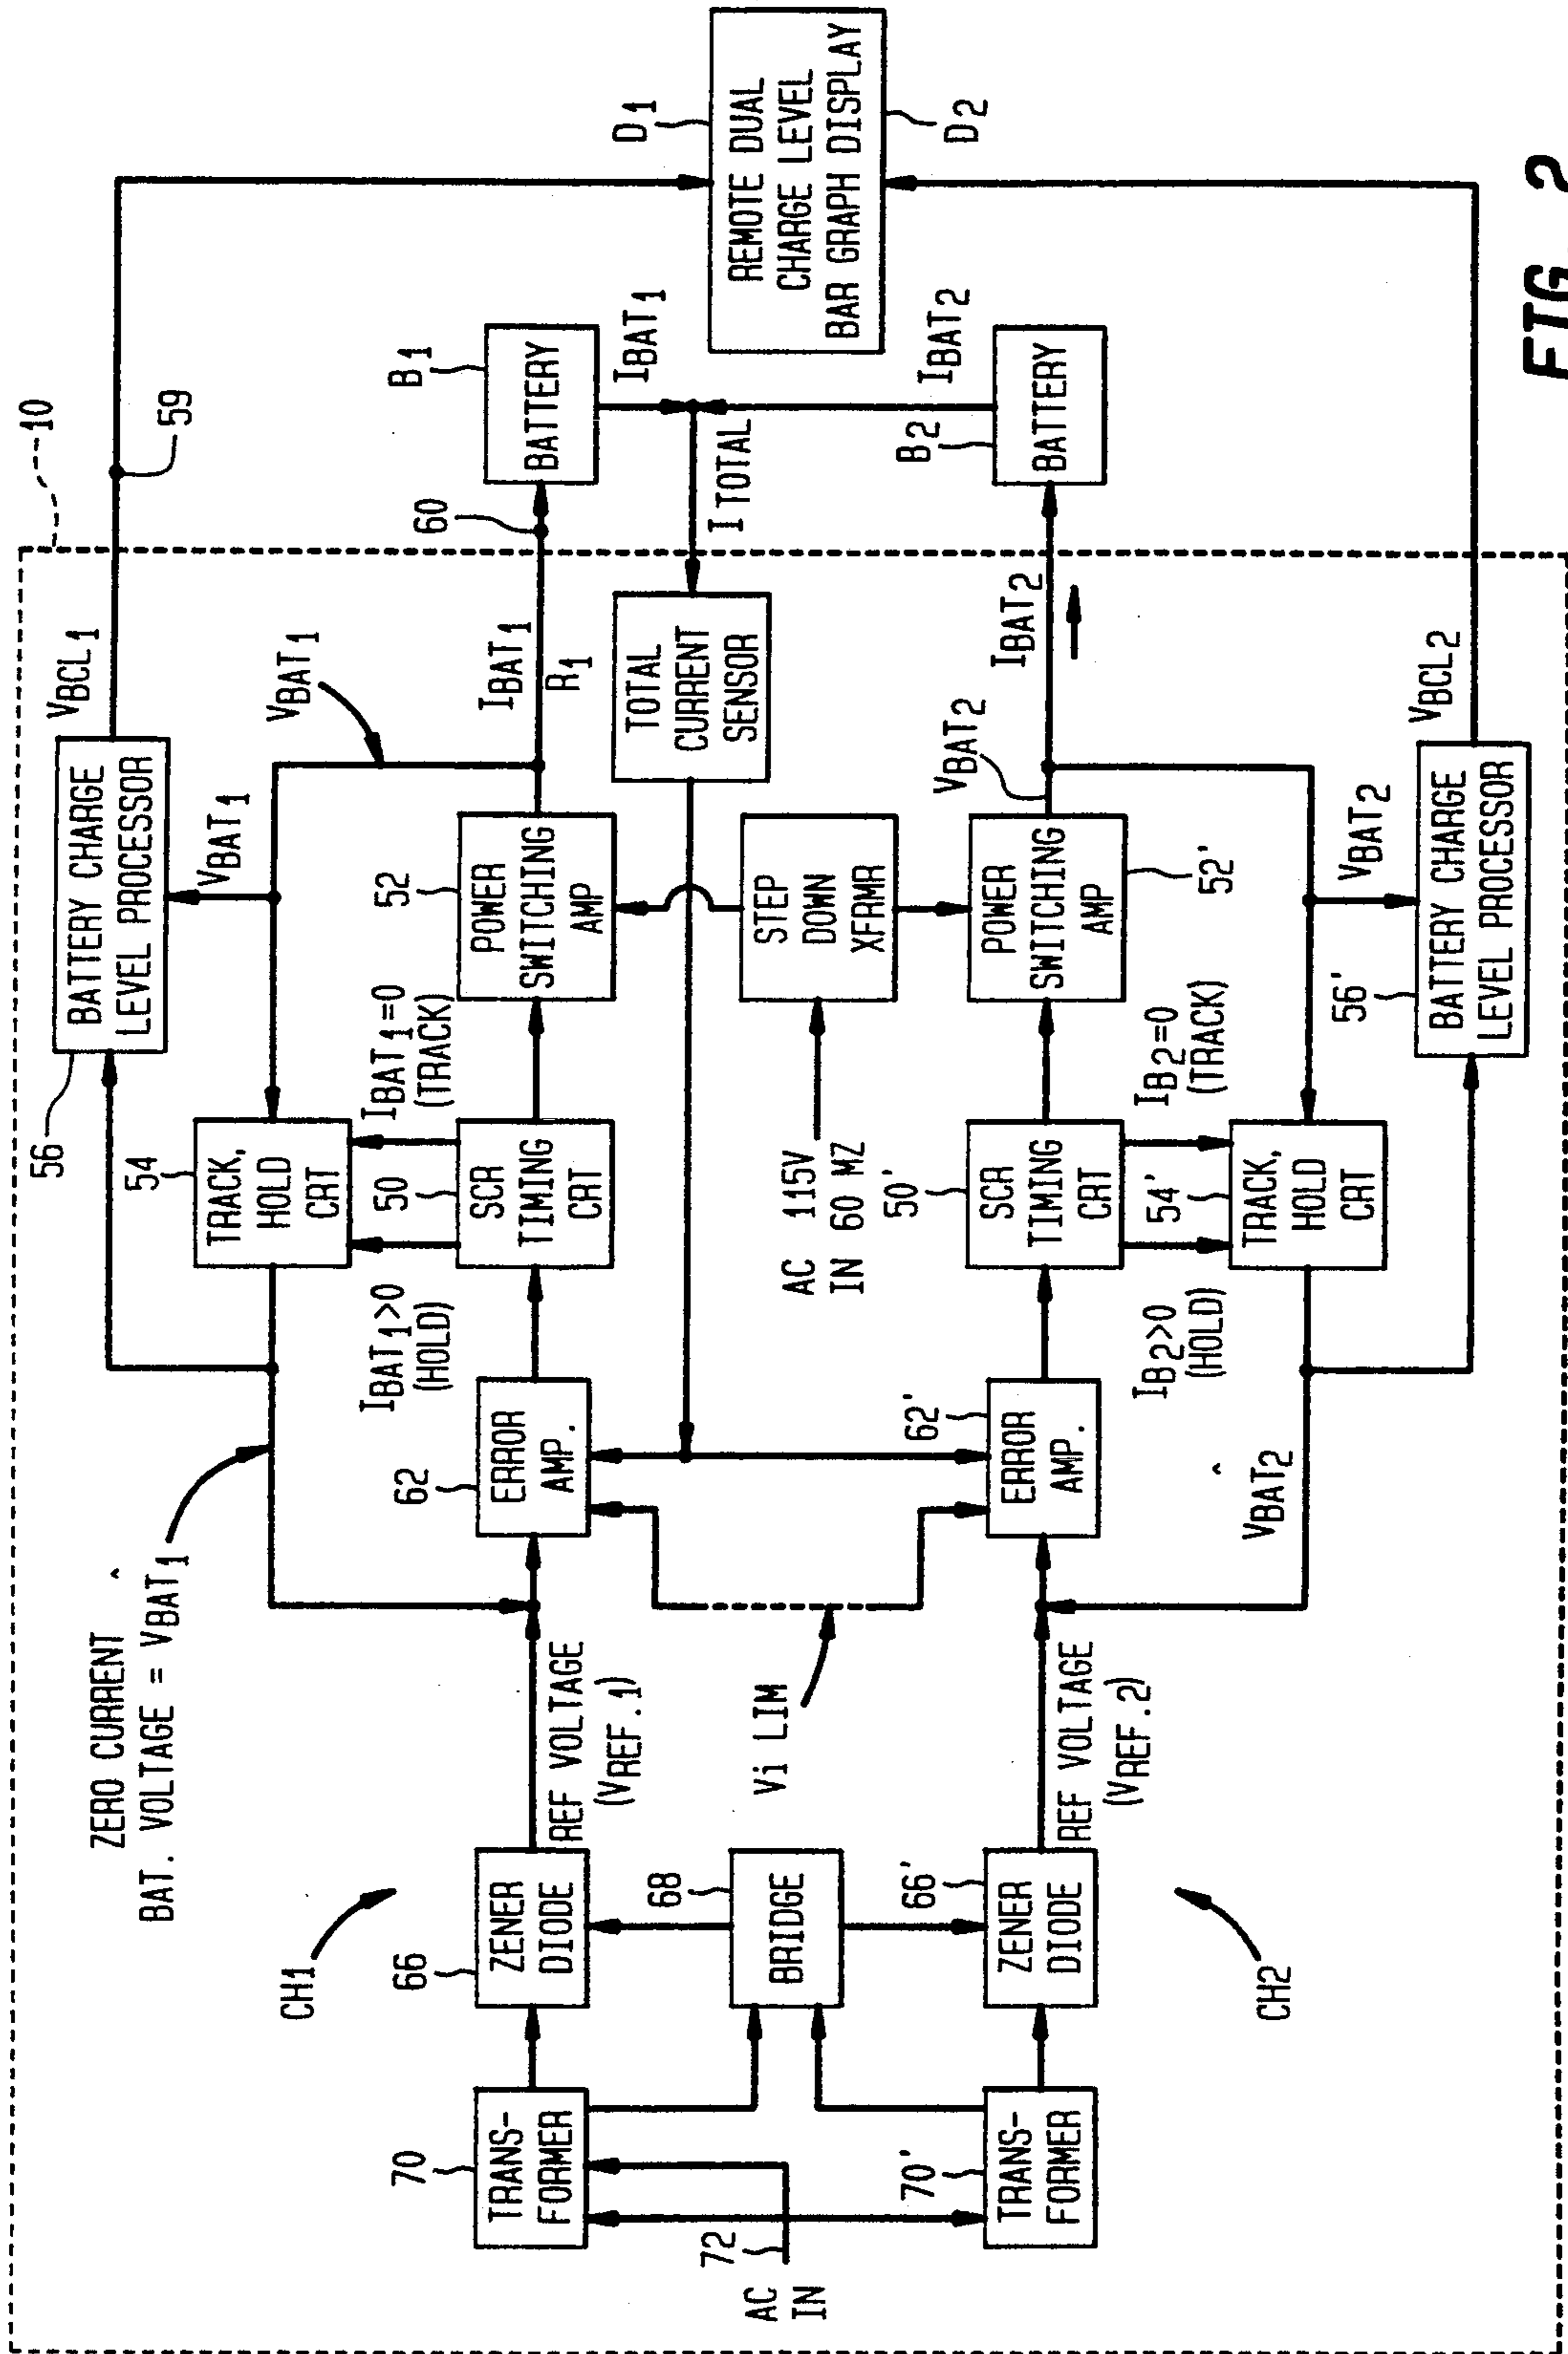 10
56
BATTERY CHARGE
LEVEL PROCESSOR
VBCL1
59
ZERO CURRENT
BAT. VOLTAGE = V̂BAT1
54
TRACK,
HOLD
CRT
VBAT1
VBAT1
IBAT1>0
(HOLD)
IBAT1=0
(TRACK)
CH1
70
TRANS-
FORMER
66
ZENER
DIODE
REF VOLTAGE
(VREF.1)
62
ERROR
AMP.
50
SCR
TIMING
CRT
52
POWER
SWITCHING
AMP
IBAT1
R1
60
B1
BATTERY
IBAT1
D1
72
AC
IN
68
BRIDGE
Vi LIM
AC 115V
IN 60 MZ
STEP
DOWN
XFRMR
TOTAL
CURRENT
SENSOR
I TOTAL
REMOTE DUAL
CHARGE LEVEL
BAR GRAPH DISPLAY
D2
70'
TRANS-
FORMER
66'
ZENER
DIODE
REF VOLTAGE
(VREF.2)
62'
ERROR
AMP.
50'
SCR
TIMING
CRT
POWER
SWITCHING
AMP
52'
VBAT2
IBAT2
B2
BATTERY
IBAT2
CH2
V̂BAT2
IB2>0
(HOLD)
IB2=0
(TRACK)
54'
TRACK,
HOLD
CRT
VBAT2
56'
BATTERY CHARGE
LEVEL PROCESSOR
VBCL2
FIG. 2